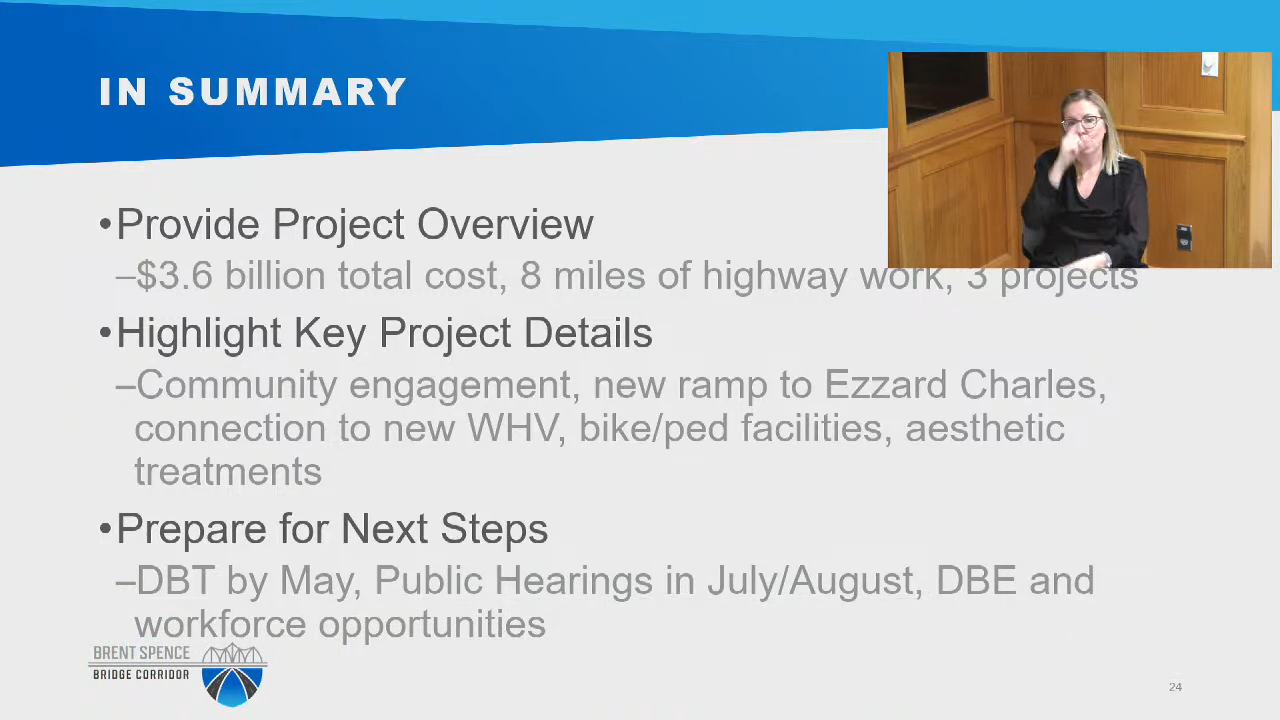 IN SUMMARY
•Provide Project Overview
–$3.6 billion total cost, 8 miles of highway work, 3 projects
•Highlight Key Project Details
–Community engagement, new ramp to Ezzard Charles,
connection to new WHV, bike/ped facilities, aesthetic
treatments
•Prepare for Next Steps
–DBT by May, Public Hearings in July/August, DBE and
workforce opportunities
BRENT SPENCE
BRIDGE CORRIDOR
24